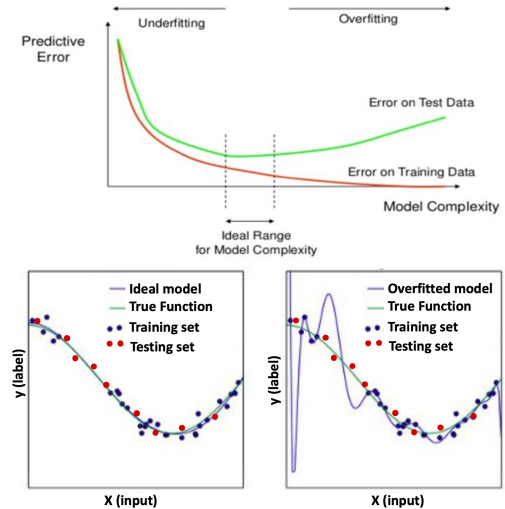 Underfitting
Overfitting
Predictive
Error
Error on Test Data
Error on Training Data
Model Complexity
Ideal Range
for Model Complexity
Ideal model
True Function
Training set
Testing set
y (label)
X (input)
Overfitted model
True Function
Training set
Testing set
y (label)
X (input)